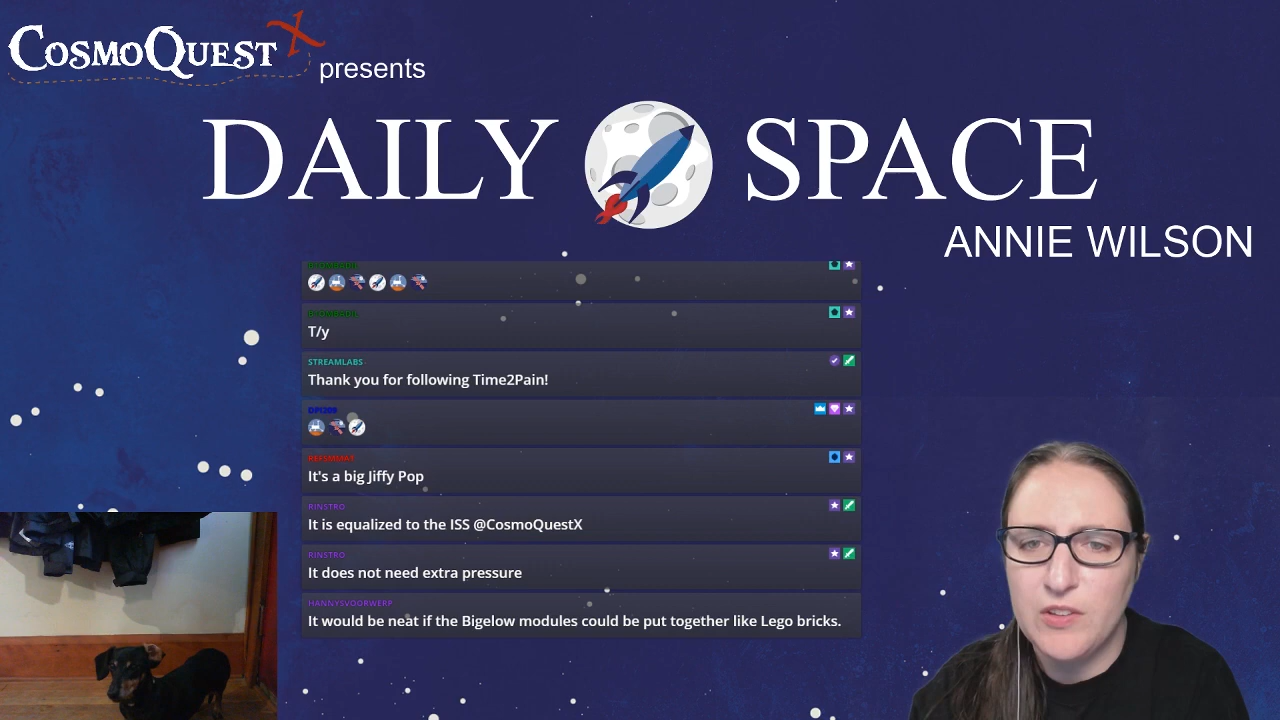 COSMOQUEST X
presents
DAILY SPACE
ANNIE WILSON
T/y
STREAMLABS
Thank you for following Time2Pain!
REFSMMAT
It's a big Jiffy Pop
RINSTRO
It is equalized to the ISS @CosmoQuestX
RINSTRO
It does not need extra pressure
HANNYSVOORWERP
It would be neat if the Bigelow modules could be put together like Lego bricks.